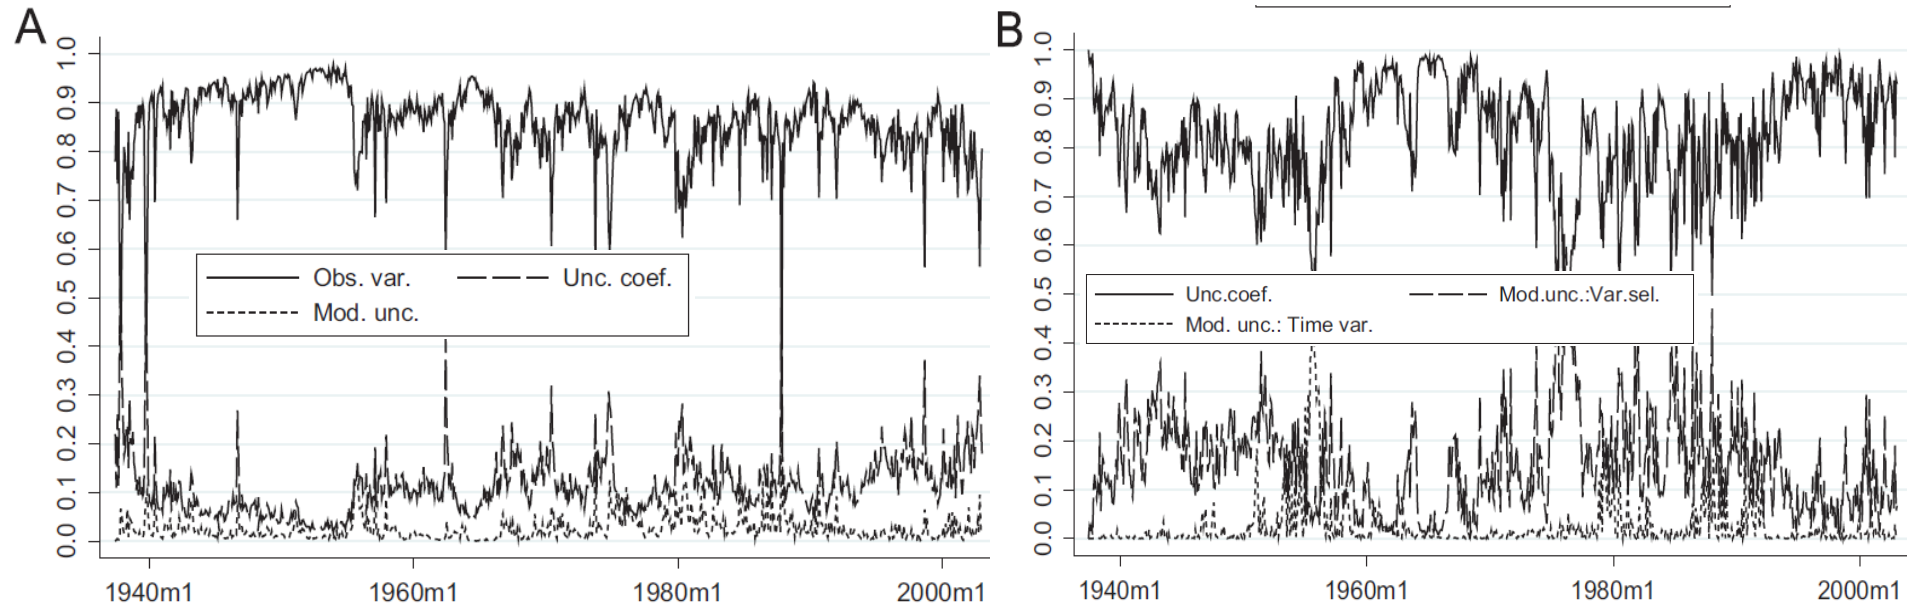 A
1.0
0.9
0.8
0.7
0.6
0.5
0.4
0.3
0.2
0.1
0.0
Obs. var. Unc. coef.
Mod. unc.
1940m1 1960m1 1980m1 2000m1
B
1.0
0.9
0.8
0.7
0.6
0.5
0.4
0.3
0.2
0.1
0.0
Unc.coef. Mod.unc.:Var.sel.
Mod. unc.: Time var.
1940m1 1960m1 1980m1 2000m1